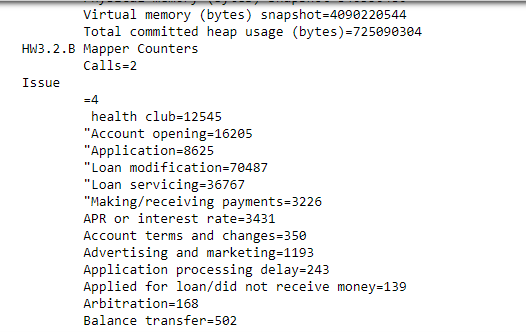 Virtual memory (bytes) snapshot=4090220544
Total committed heap usage (bytes)=725090304
HW3.2.B Mapper Counters
Calls=2
Issue
=4
health club=12545
"Account opening=16205
"Application=8625
"Loan modification=70487
"Loan servicing=36767
"Making/receiving payments=3226
APR or interest rate=3431
Account terms and changes=350
Advertising and marketing=1193
Application processing delay=243
Applied for loan/did not receive money=139
Arbitration=168
Balance transfer=502